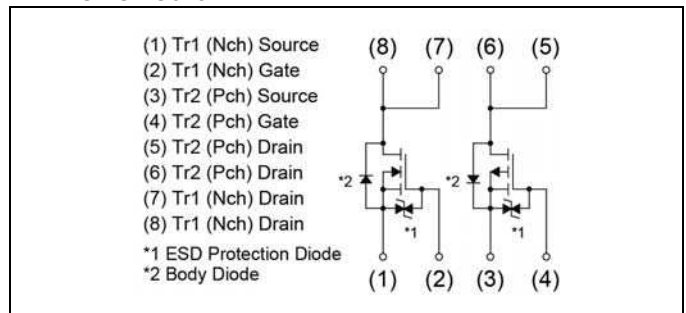 (1) Tr1 (Nch) Source
(2) Tr1 (Nch) Gate
(3) Tr2 (Pch) Source
(4) Tr2 (Pch) Gate
(5) Tr2 (Pch) Drain
(6) Tr2 (Pch) Drain
(7) Tr1 (Nch) Drain
(8) Tr1 (Nch) Drain
*1 ESD Protection Diode
*2 Body Diode
(8) (7) (6) (5)
*2 *2
*1 *1
(1) (2) (3) (4)